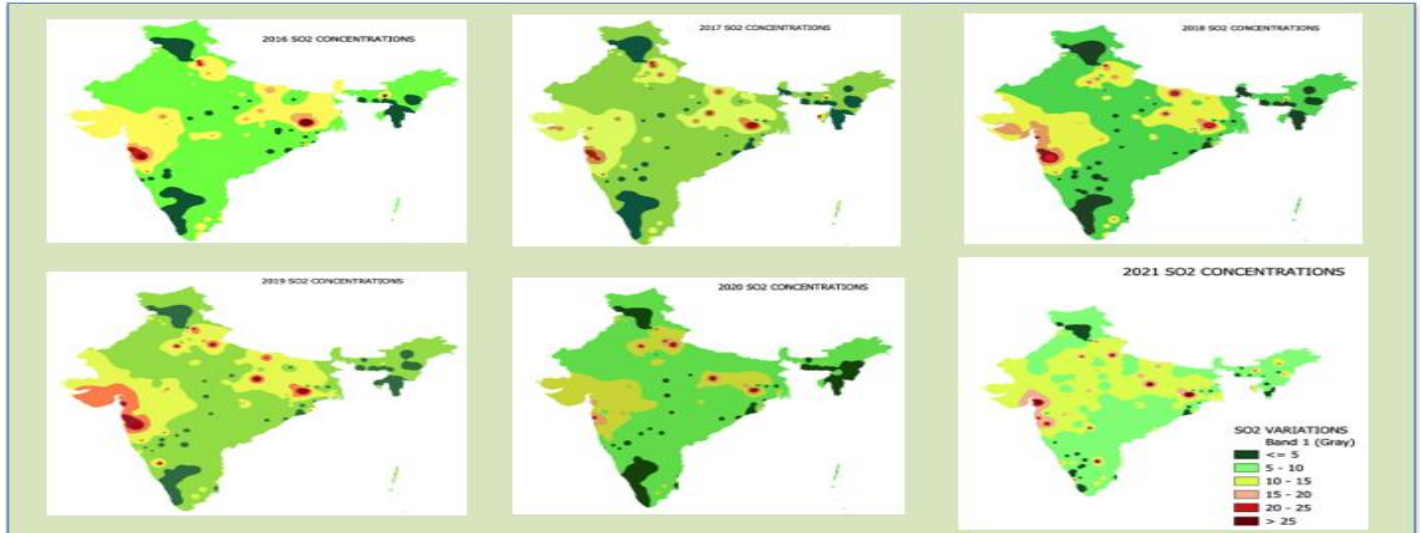 2016 SO2 CONCENTRATIONS
2017 SO2 CONCENTRATIONS
2018 SO2 CONCENTRATIONS
2019 SO2 CONCENTRATIONS
2020 SO2 CONCENTRATIONS
2021 SO2 CONCENTRATIONS
SO2 VARIATIONS
Band 1 (Gray)
<= 5
5 - 10
10 - 15
15 - 20
20 - 25
> 25